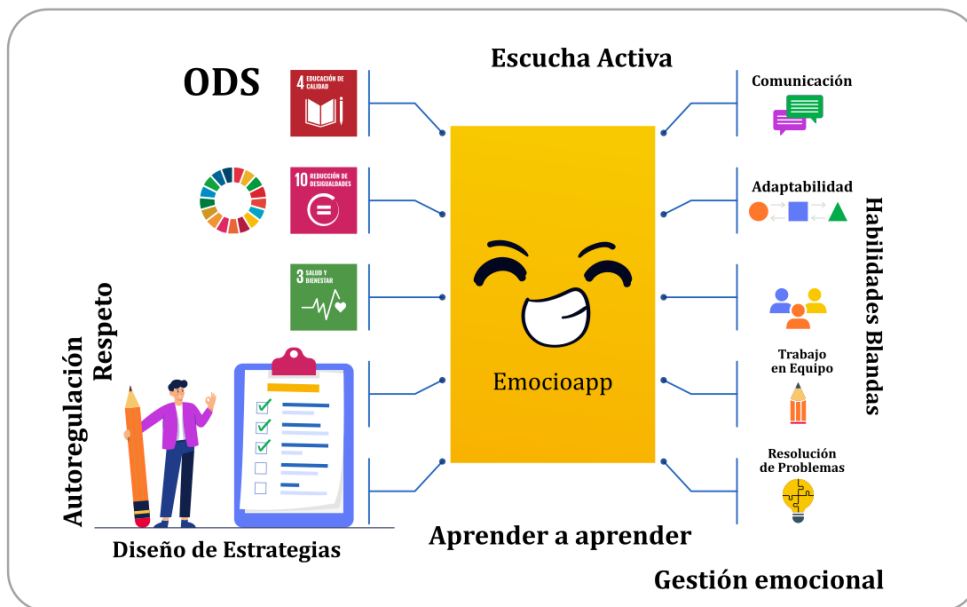 Escucha Activa
ODS
4 EDUCACIÓN DE
CALIDAD
Comunicación
10 REDUCCIÓN DE
DESIGUALDADES
Adaptabilidad
Habilidades Blandas
3 SALUD Y
BIENESTAR
Respeto
Autoregulación
Emocioapp
Trabajo
en Equipo
Resolución
de Problemas
Diseño de Estrategias
Aprender a aprender
Gestión emocional